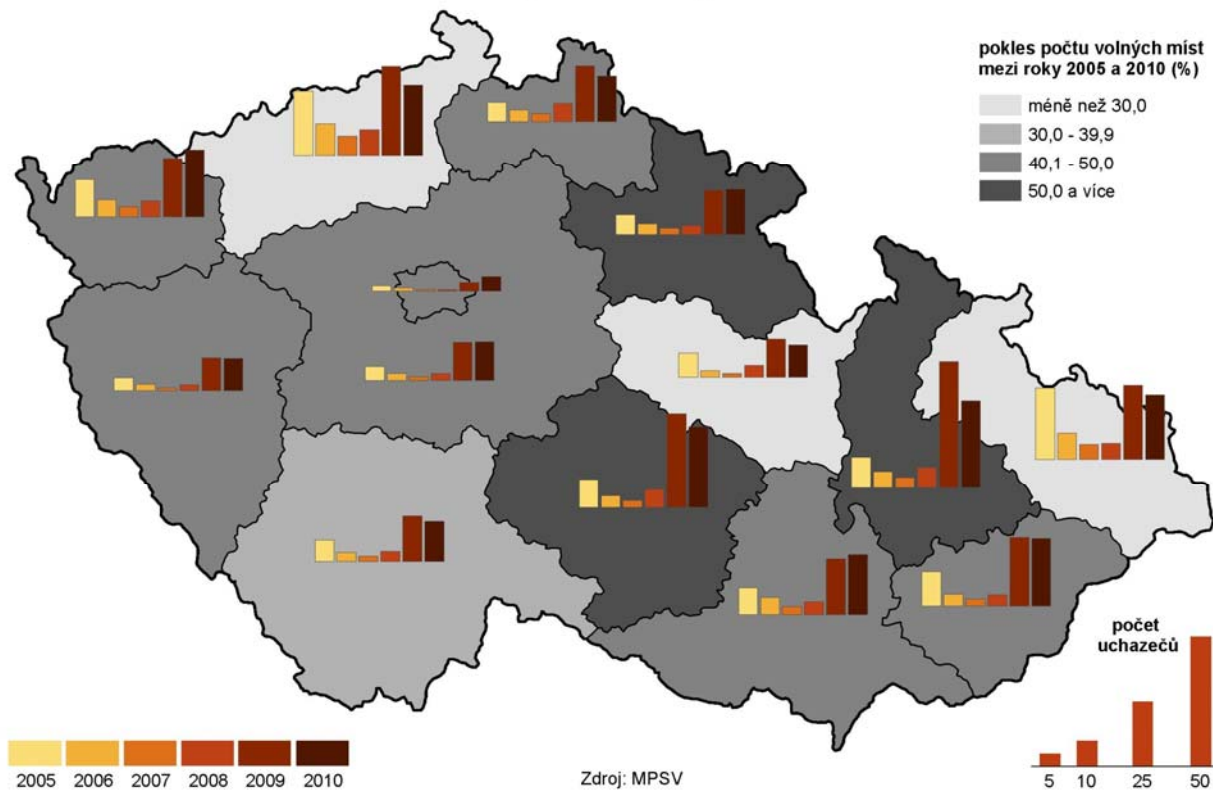 pokles počtu volných míst
mezi roky 2005 a 2010 (%)
méně než 30,0
30,0 - 39,9
40,1 - 50,0
50,0 a více
počet
uchazečů
5 10 25 50
2005 2006 2007 2008 2009 2010
Zdroj: MPSV